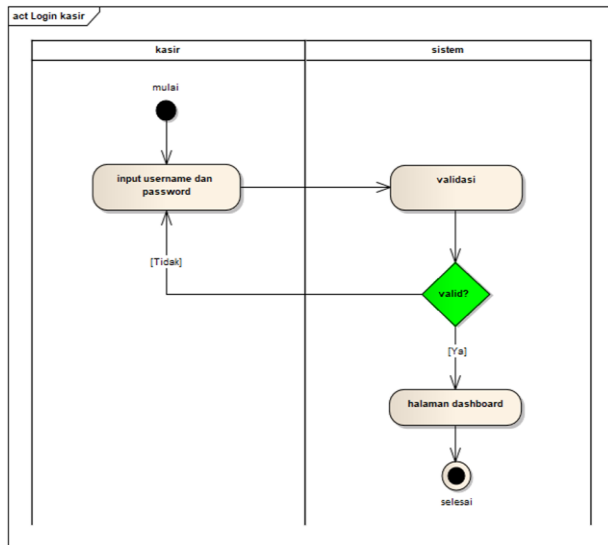 act Login kasir
kasir
sistem
mulai
input username dan
password
validasi
[Tidak]
valid?
[Ya]
halaman dashboard
selesai